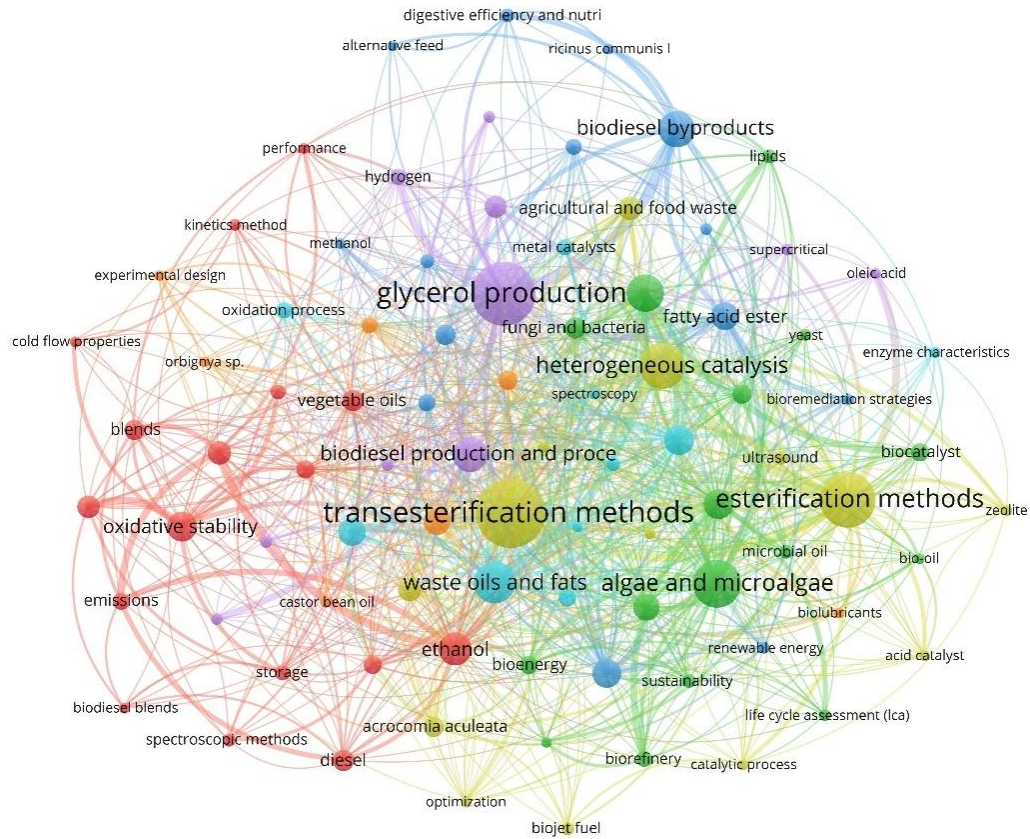 digestive efficiency and nutri
alternative feed
ricinus communis l
biodiesel byproducts
performance
lipids
hydrogen
agricultural and food waste
kinetics method
methanol
metal catalysts
supercritical
experimental design
oleic acid
glycerol production
oxidation process
fatty acid ester
fungi and bacteria
yeast
cold flow properties
enzyme characteristics
orbignya sp.
heterogeneous catalysis
spectroscopy
vegetable oils
bioremediation strategies
blends
biodiesel production and proce
ultrasound
biocatalyst
esterification methods
transesterification methods
zeolite
oxidative stability
microbial oil
bio-oil
waste oils and fats
algae and microalgae
emissions
castor bean oil
biolubricants
ethanol
renewable energy
acid catalyst
bioenergy
storage
sustainability
biodiesel blends
life cycle assessment (lca)
acrocomia aculeata
spectroscopic methods
diesel
biorefinery
catalytic process
optimization
biojet fuel